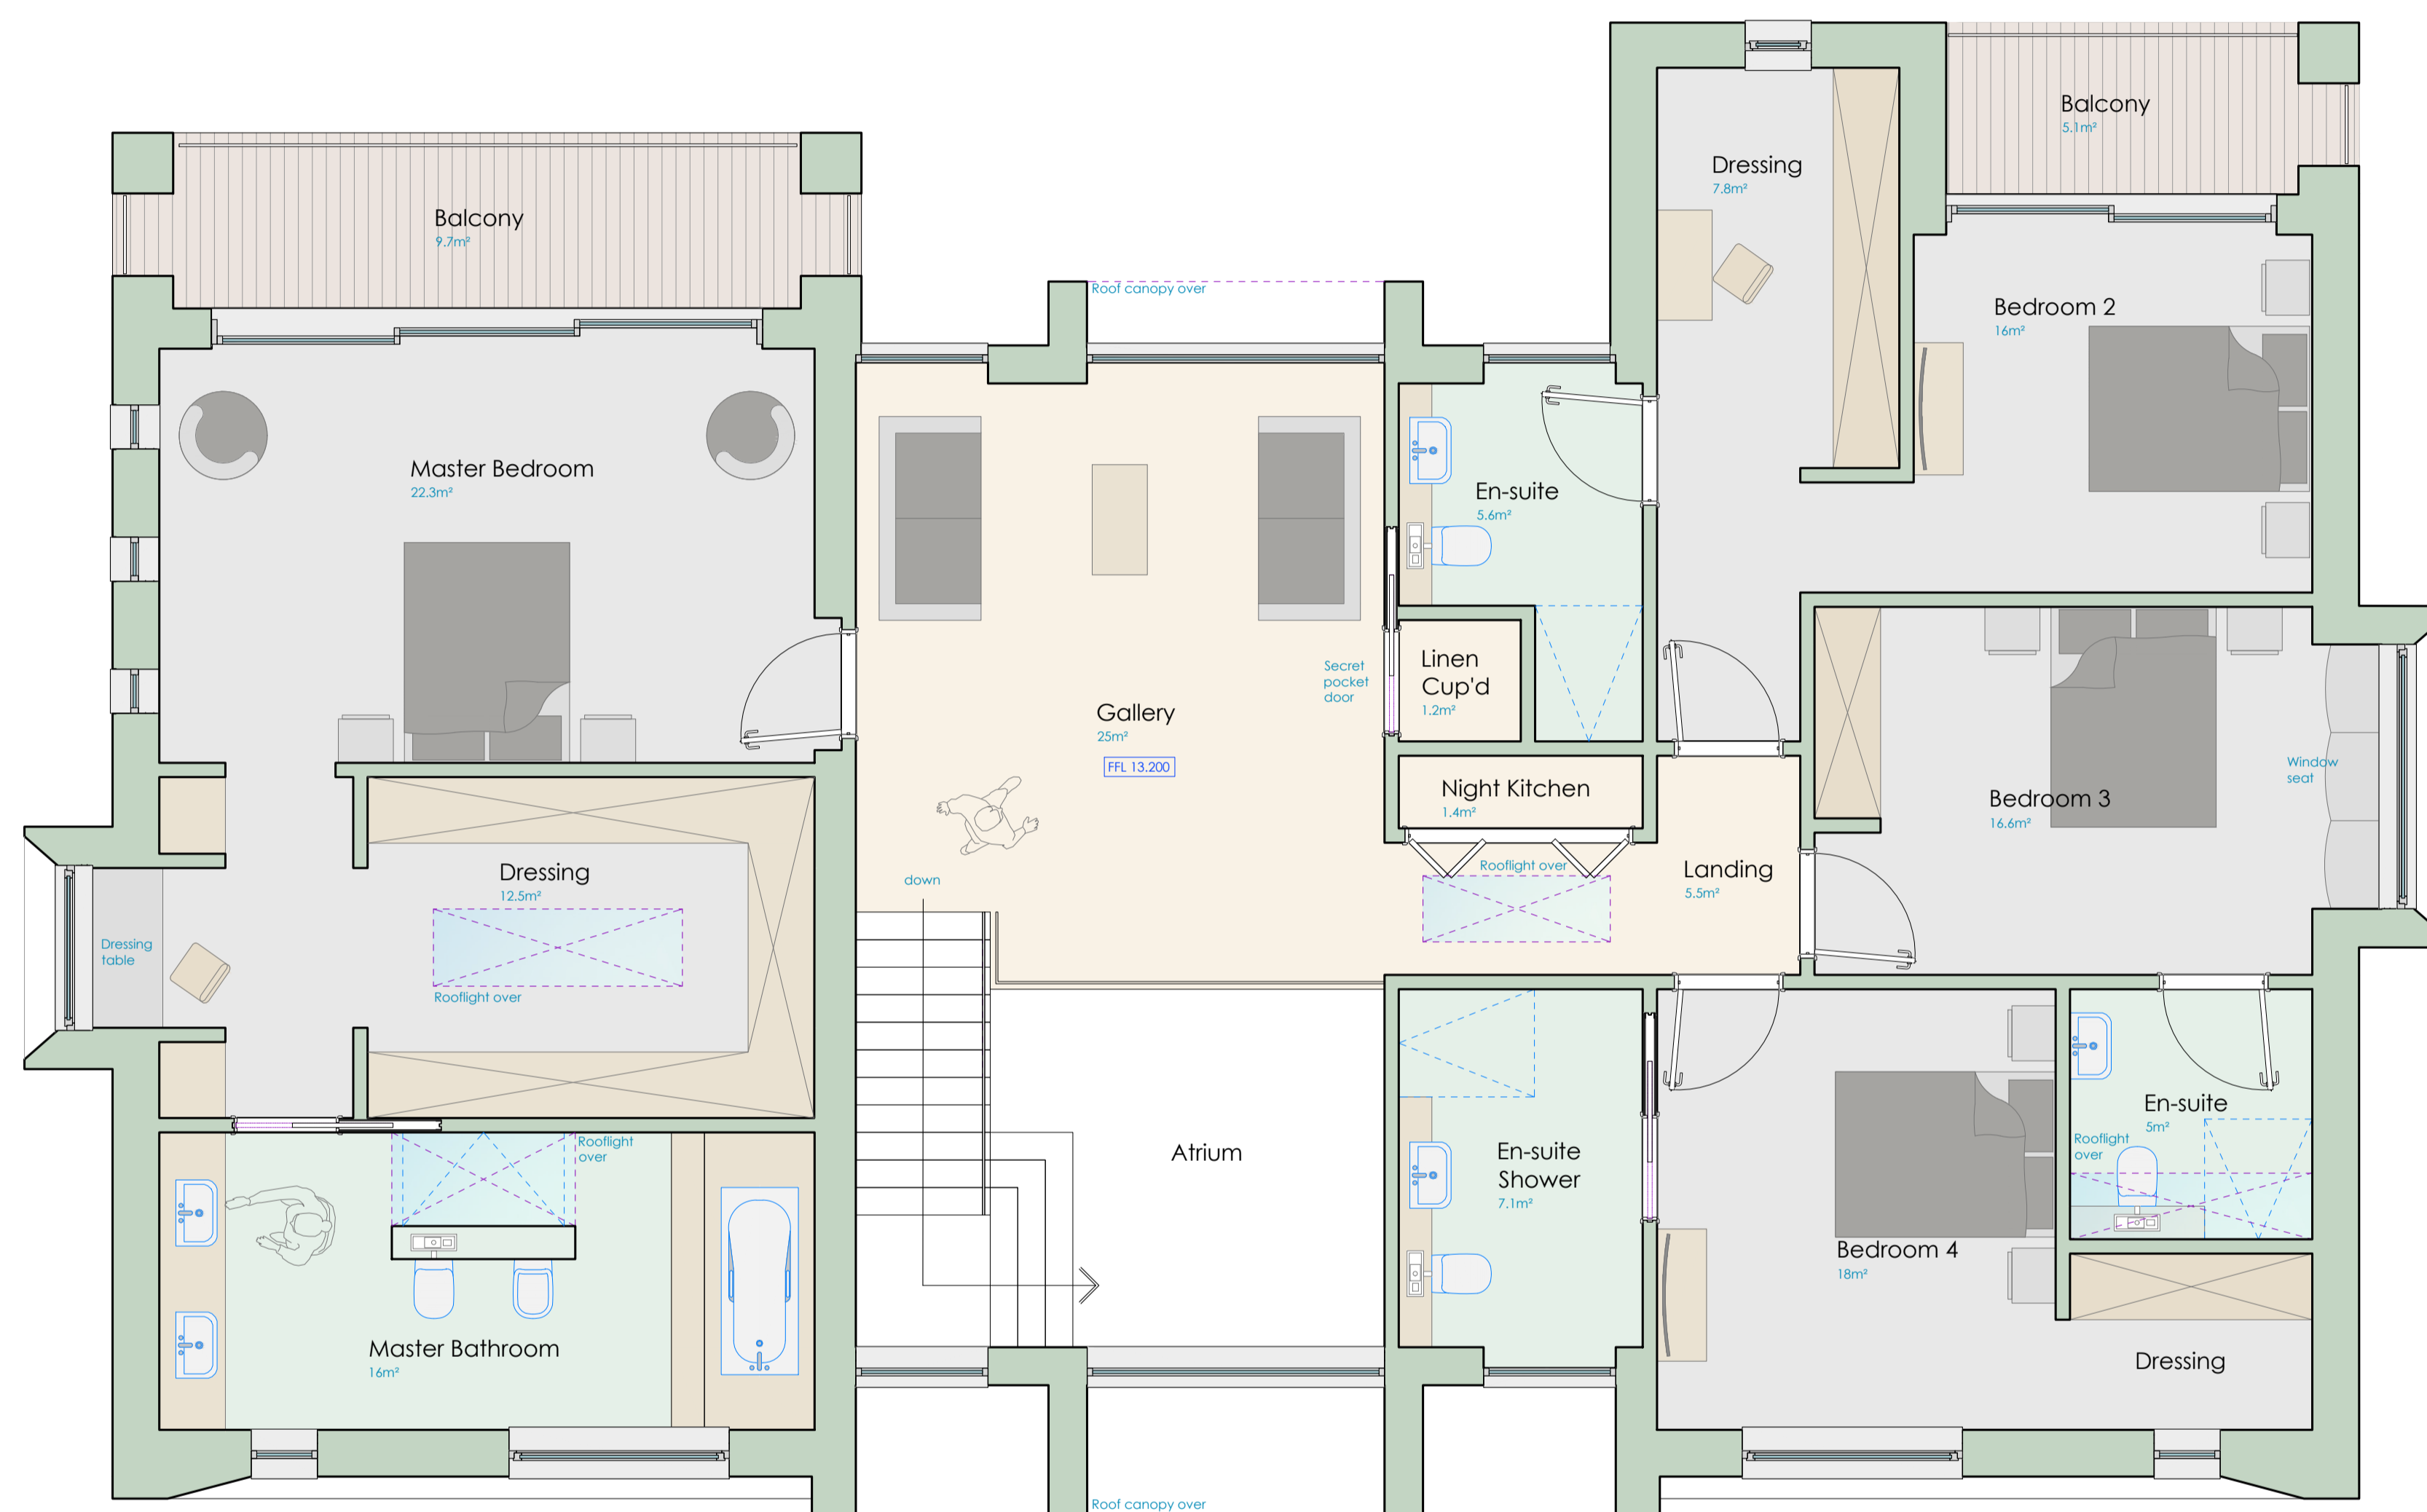 Balcony
9.7m²
Master Bedroom
22.3m²
Dressing
12.5m²
Rooflight over
Dressing
table
Rooflight
over
Master Bathroom
16m²
Roof canopy over
Gallery
25m²
FFL 13.200
Secret
pocket
door
down
Atrium
Roof canopy over
En-suite
5.6m²
Linen
Cup'd
1.2m²
Night Kitchen
1.4m²
Rooflight over
Landing
5.5m²
En-suite
Shower
7.1m²
Dressing
7.8m²
Balcony
5.1m²
Bedroom 2
16m²
Bedroom 3
16.6m²
Window
seat
Bedroom 4
18m²
En-suite
5m²
Rooflight
over
Dressing